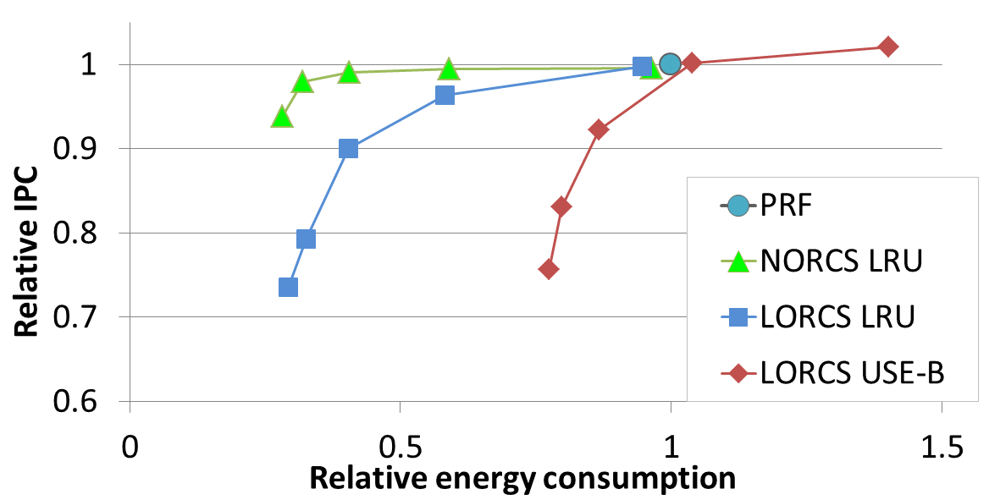 1
0.9
0.8
0.7
0.6
Relative IPC
0
0.5
1
1.5
Relative energy consumption
PRF
NORCS LRU
LORCS LRU
LORCS USE-B